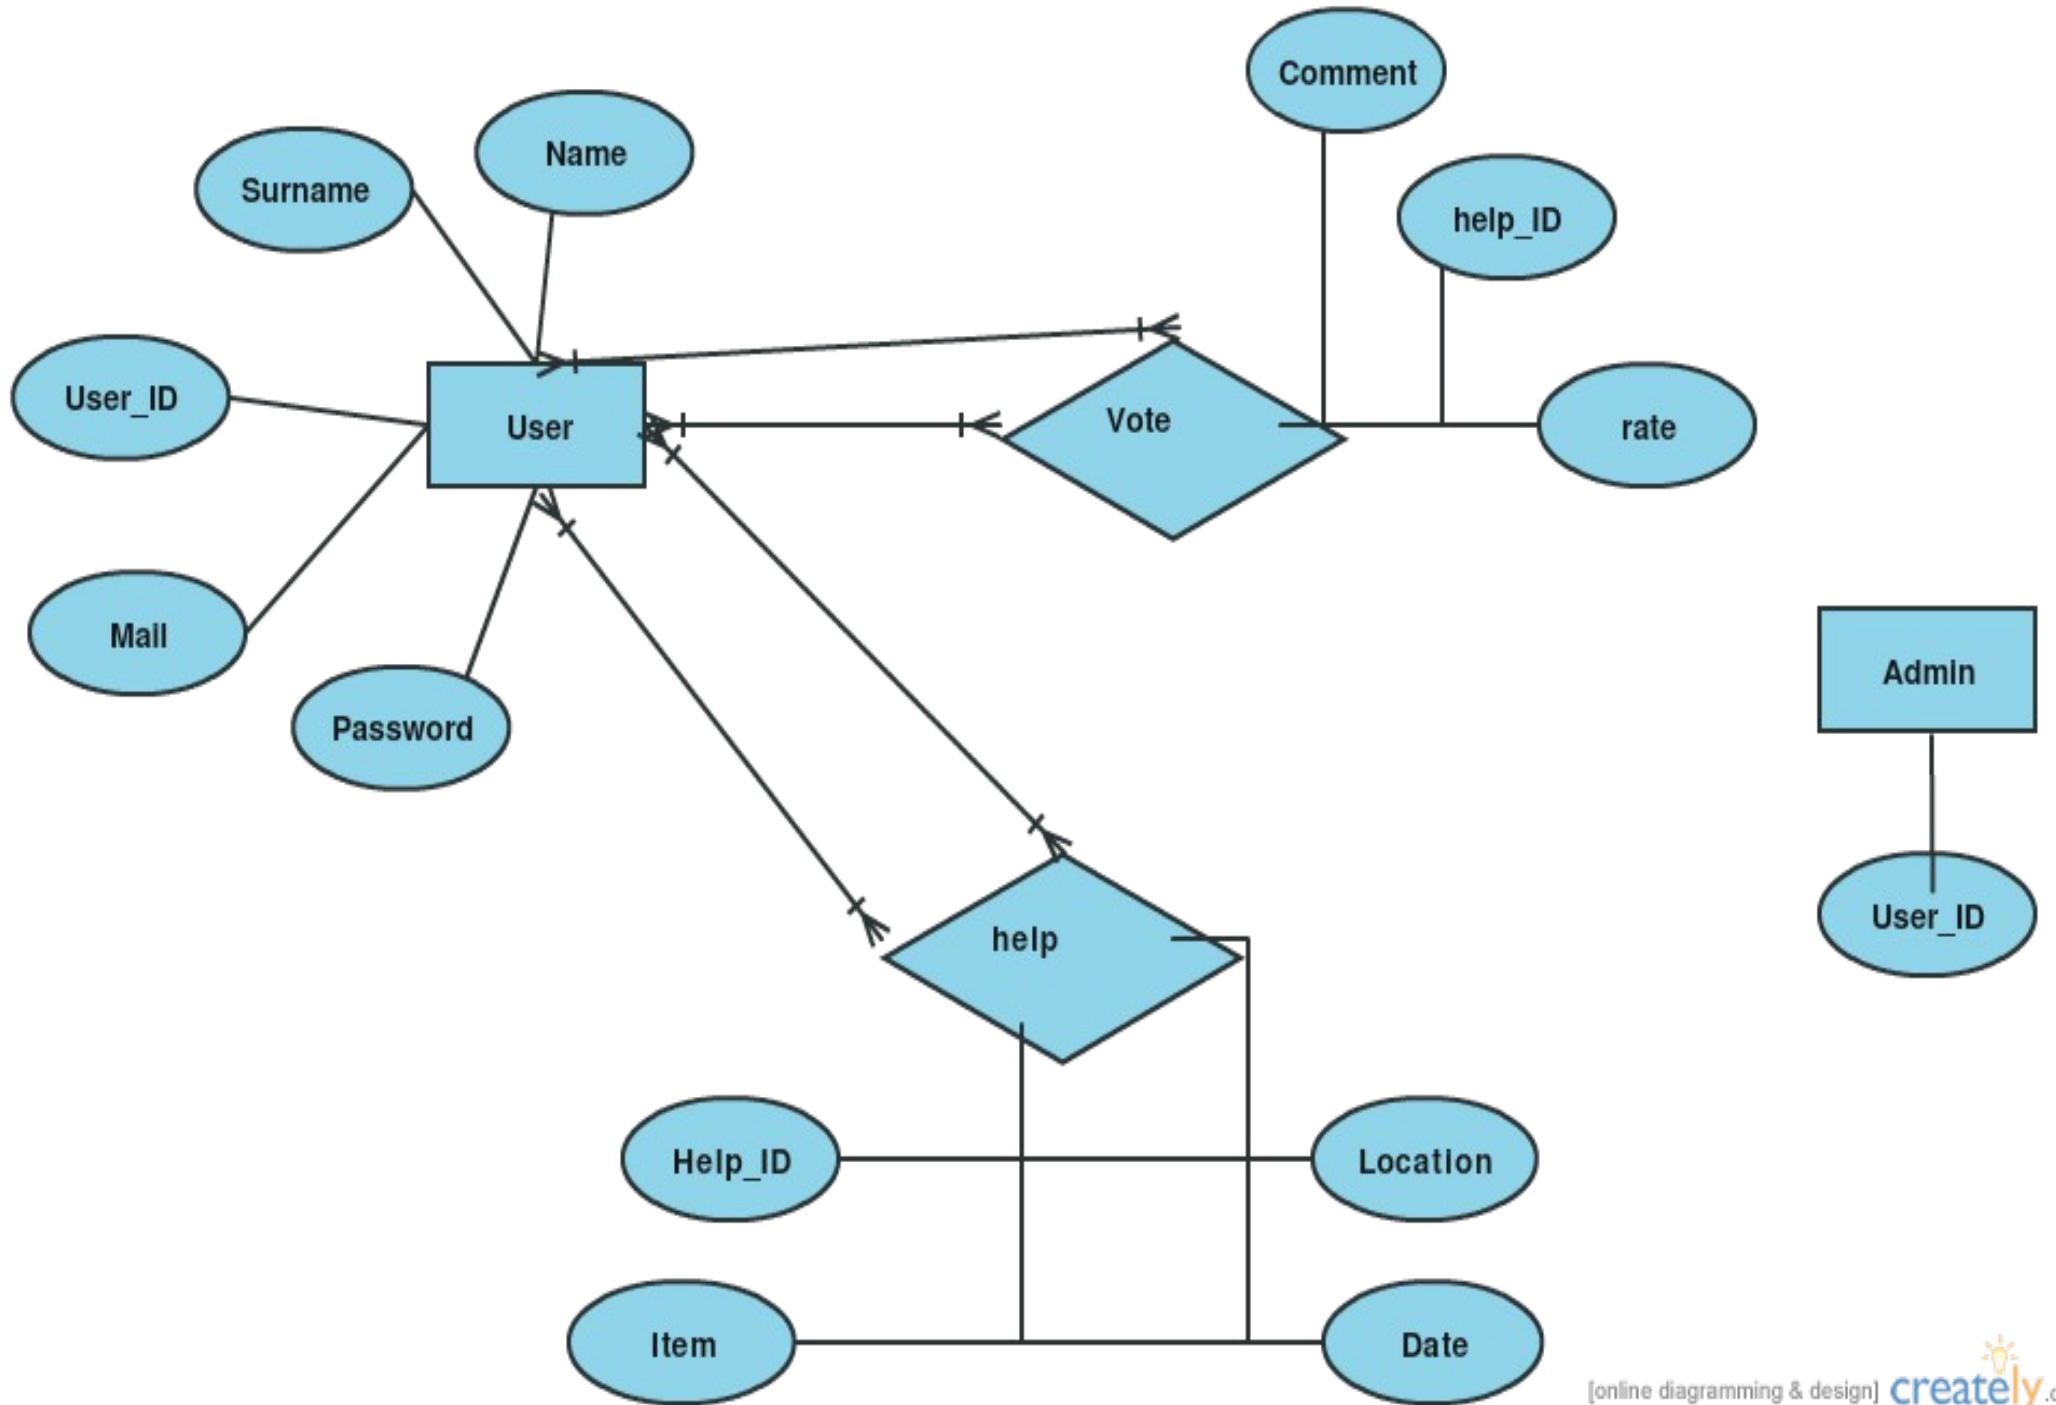 Comment
Name
Surname
help_ID
User_ID
User
Vote
rate
Mail
Admin
Password
User_ID
help
Help_ID
Location
Item
Date
[online diagramming & design] creately.c